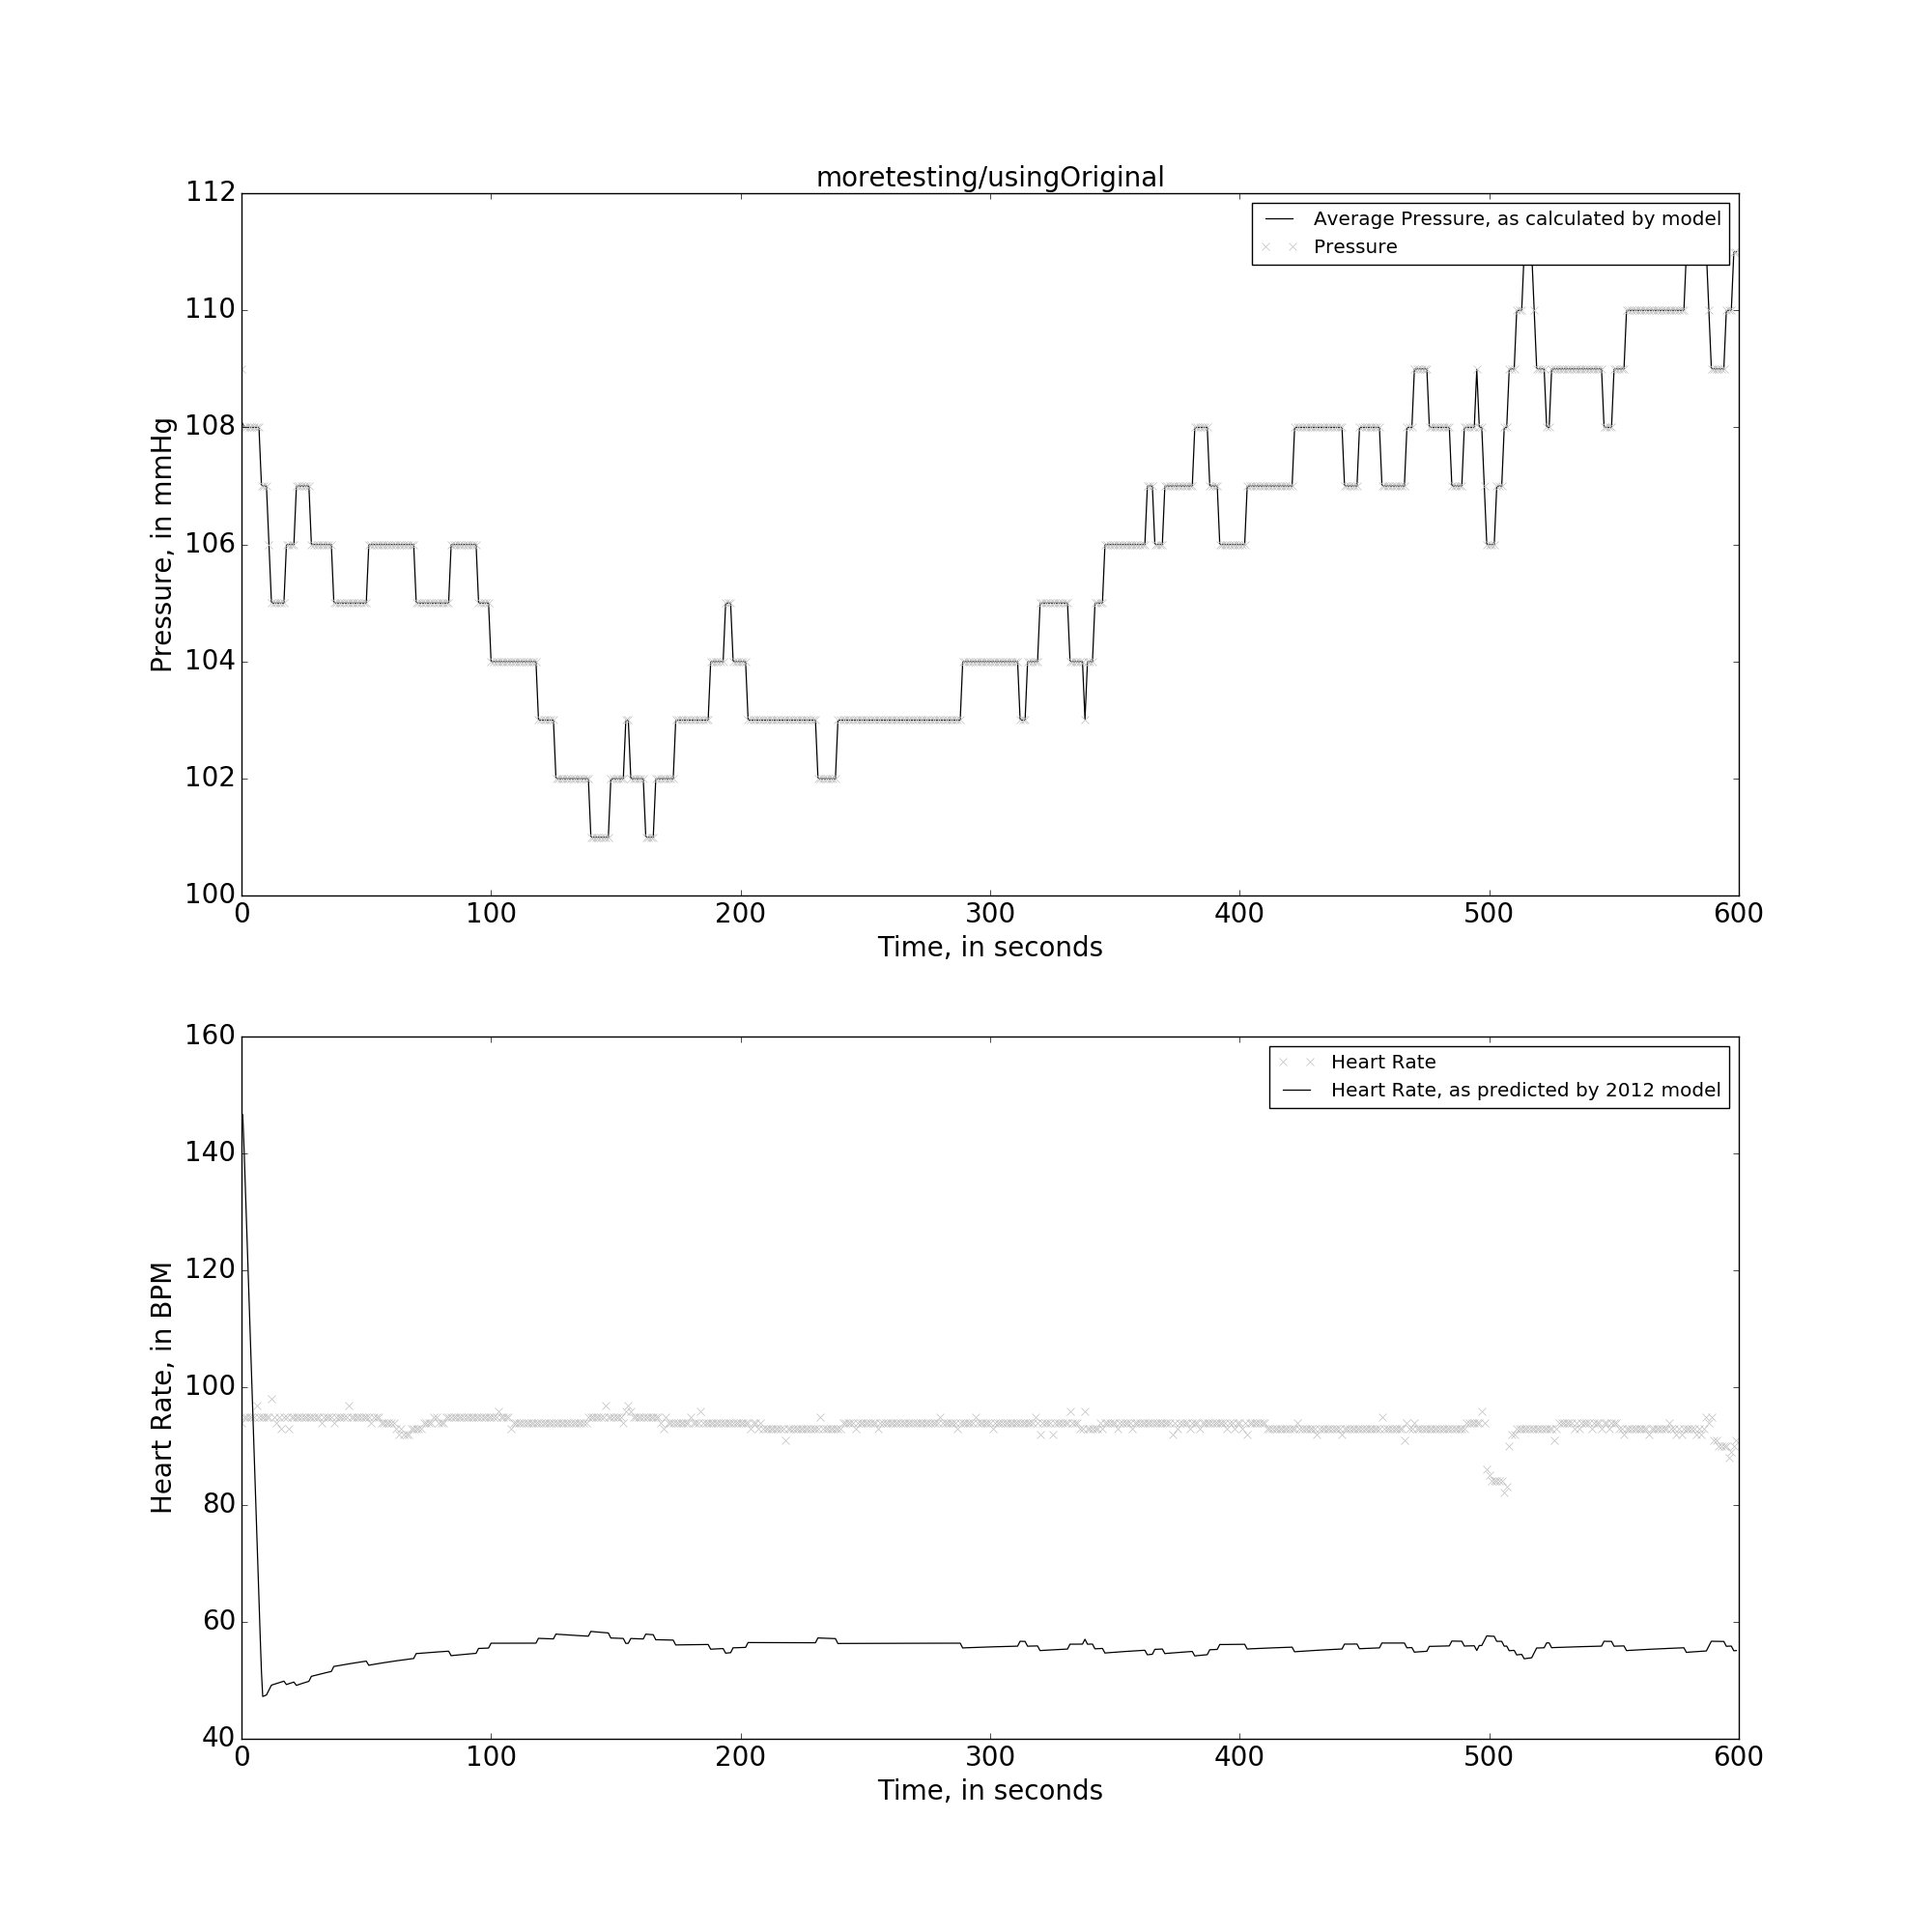 moretesting/usingOriginal
112
110
108
106
104
102
100
Pressure, in mmHg
Average Pressure, as calculated by model
Pressure
0 100 200 300 400 500 600
Time, in seconds
160
140
120
100
80
60
40
Heart Rate, in BPM
Heart Rate
Heart Rate, as predicted by 2012 model
0 100 200 300 400 500 600
Time, in seconds